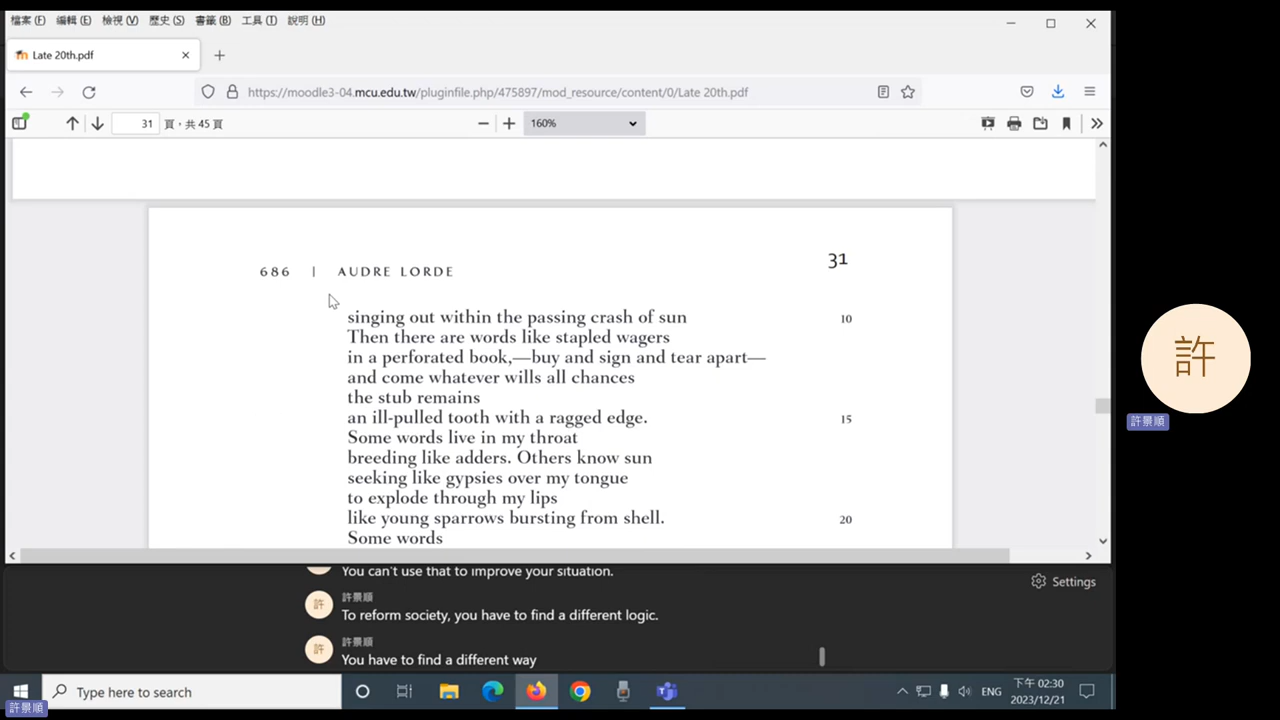 檔案 (F) 編輯 (E) 檢視 (V) 歷史 (S) 書籤 (B) 工具 (T) 說明 (H)
Late 20th.pdf
https://moodle3-04.mcu.edu.tw/pluginfile.php/475897/mod_resource/content/0/Late 20th.pdf
31 頁，共 45 頁
160%
686 | AUDRE LORDE
31
singing out within the passing crash of sun 10
Then there are words like stapled wagers
in a perforated book,—buy and sign and tear apart—
and come whatever wills all chances
the stub remains
an ill-pulled tooth with a ragged edge. 15
Some words live in my throat
breeding like adders. Others know sun
seeking like gypsies over my tongue
to explode through my lips
like young sparrows bursting from shell. 20
Some words
You can't use that to improve your situation.
Settings
許景順
許 To reform society, you have to find a different logic.
許景順
許 You have to find a different way
許
許景順
Type here to search
ENG
下午 02:30
2023/12/21
許景順